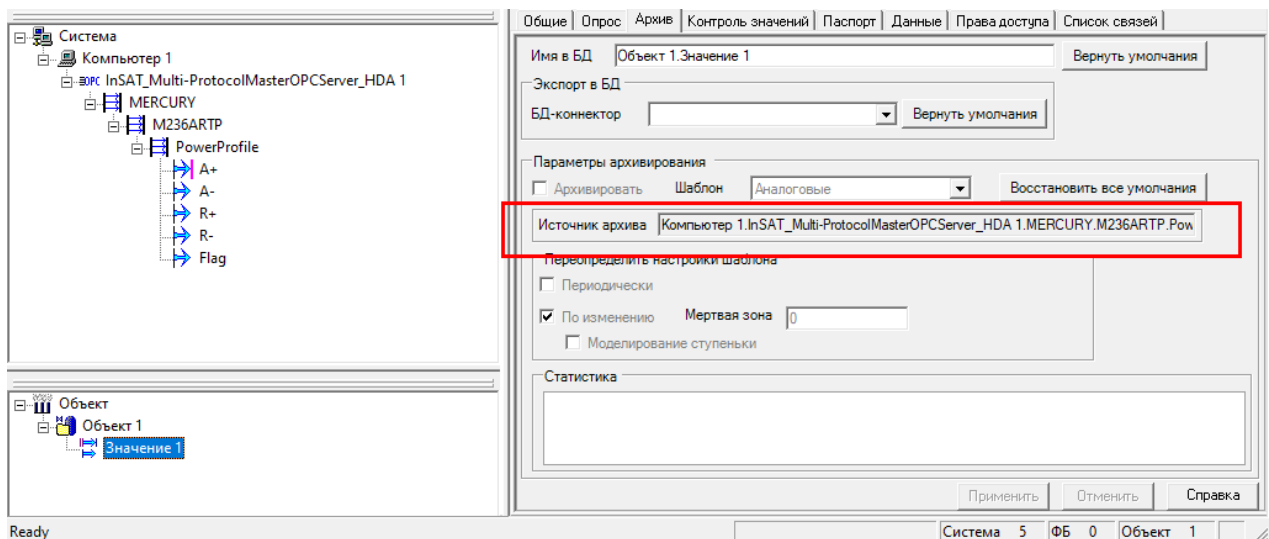 Система
Компьютер 1
InSAT_Multi-ProtocolMasterOPCServer_HDA 1
MERCURY
M236ARTP
PowerProfile
A+
A-
R+
R-
Flag
Объект
Объект 1
Значение 1
Общие Опрос Архив Контроль значений Паспорт Данные Права доступа Список связей
Имя в БД Объект 1.Значение 1 Вернуть умолчания
Экспорт в БД
БД-коннектор Вернуть умолчания
Параметры архивирования
Архивировать Шаблон Аналоговые Восстановить все умолчания
Источник архива Компьютер 1.InSAT_Multi-ProtocolMasterOPCServer_HDA 1.MERCURY.M236ARTP.Pow
Переопределить настройки шаблона
Периодически
По изменению Мертвая зона 0
Моделирование ступеньки
Статистика
Применить Отменить Справка
Ready Система 5 ФБ 0 Объект 1